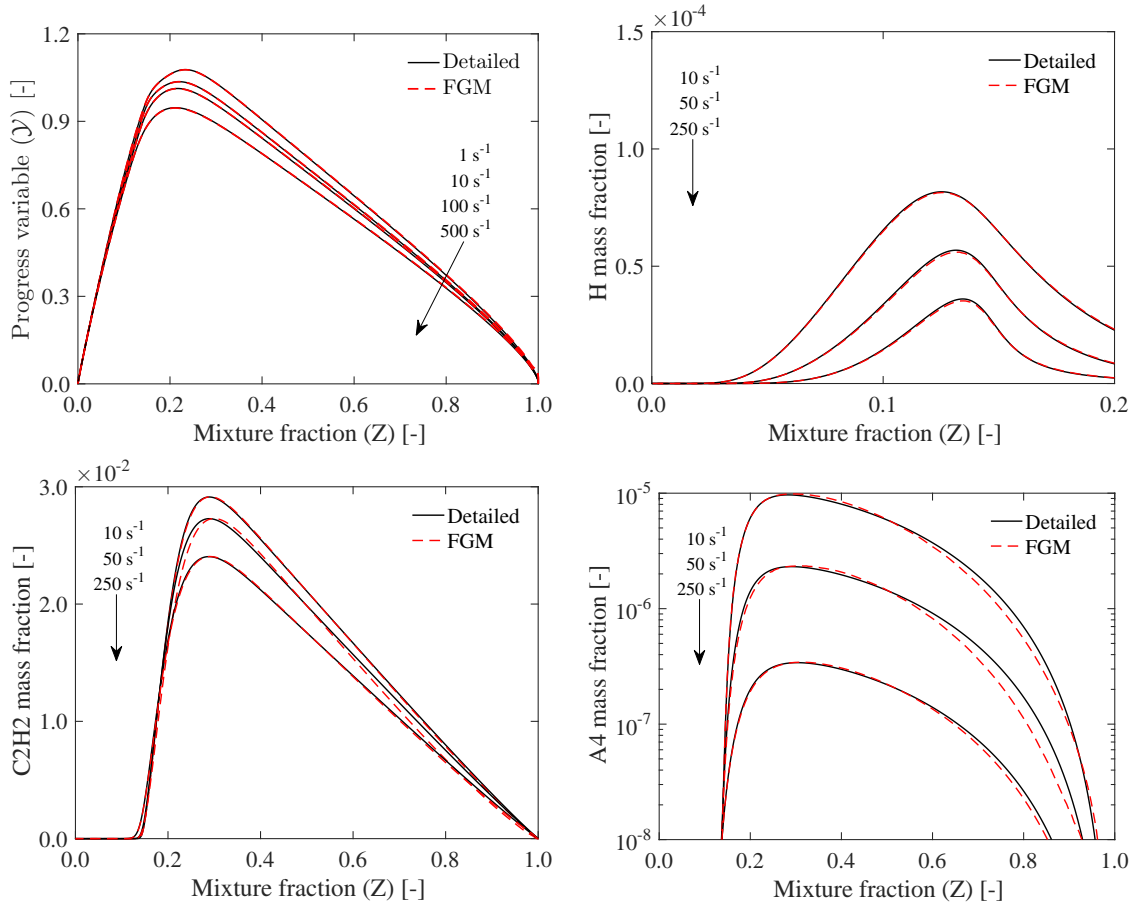 1.2
0.9
0.6
0.3
0.0
Progress variable (𝒴) [-]
Detailed
FGM
1 s⁻¹
10 s⁻¹
100 s⁻¹
500 s⁻¹
0.0 0.2 0.4 0.6 0.8 1.0
Mixture fraction (Z) [-]
×10⁻⁴
1.5
1.0
0.5
0.0
H mass fraction [-]
10 s⁻¹
50 s⁻¹
250 s⁻¹
Detailed
FGM
0.0 0.1 0.2
Mixture fraction (Z) [-]
×10⁻²
3.0
2.0
1.0
0.0
C2H2 mass fraction [-]
10 s⁻¹
50 s⁻¹
250 s⁻¹
Detailed
FGM
0.0 0.2 0.4 0.6 0.8 1.0
Mixture fraction (Z) [-]
10⁻⁵
10⁻⁶
10⁻⁷
10⁻⁸
A4 mass fraction [-]
10 s⁻¹
50 s⁻¹
250 s⁻¹
Detailed
FGM
0.0 0.2 0.4 0.6 0.8 1.0
Mixture fraction (Z) [-]